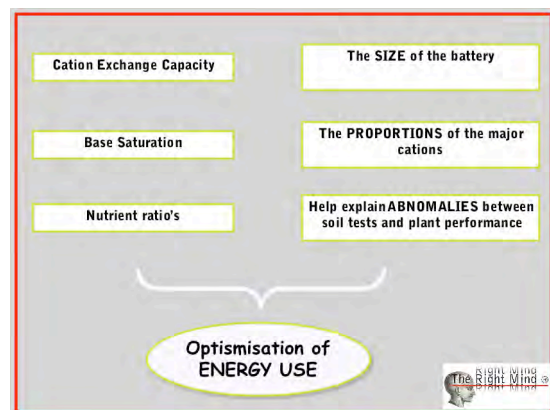 Cation Exchange Capacity
The SIZE of the battery
Base Saturation
The PROPORTIONS of the major
cations
Nutrient ratio's
Help explain ABNOMALIES between
soil tests and plant performance
Optismisation of
ENERGY USE
The Right Mind ®